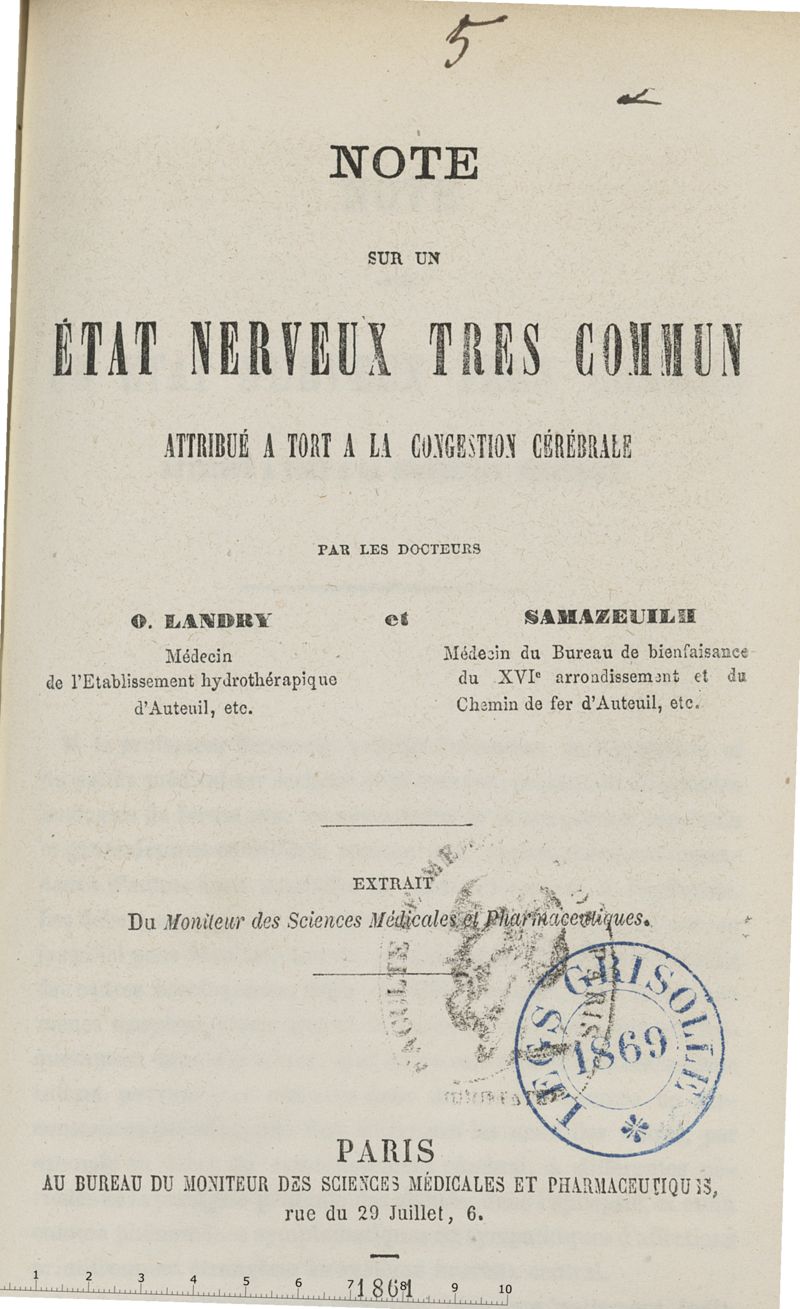 5
NOTE
SUR UN
ÉTAT NERVEUX TRES COMMUN
ATTRIBUÉ A TORT A LA CONGESTION CÉRÉBRALE
PAR LES DOCTEURS
O. LANDRY et SAMAZEUILH
Médecin
de l'Etablissement hydrothérapique
d'Auteuil, etc.
Médecin du Bureau de bienfaisance
du XVIe arrondissement et du
Chemin de fer d'Auteuil, etc.
EXTRAIT
Du Moniteur des Sciences Médicales et Pharmaceutiques.
LEGS GRISOLLE
1869
PARIS
AU BUREAU DU MONITEUR DES SCIENCES MÉDICALES ET PHARMACEUTIQUES,
rue du 29 Juillet, 6.
1861
1 2 3 4 5 6 7 8 9 10